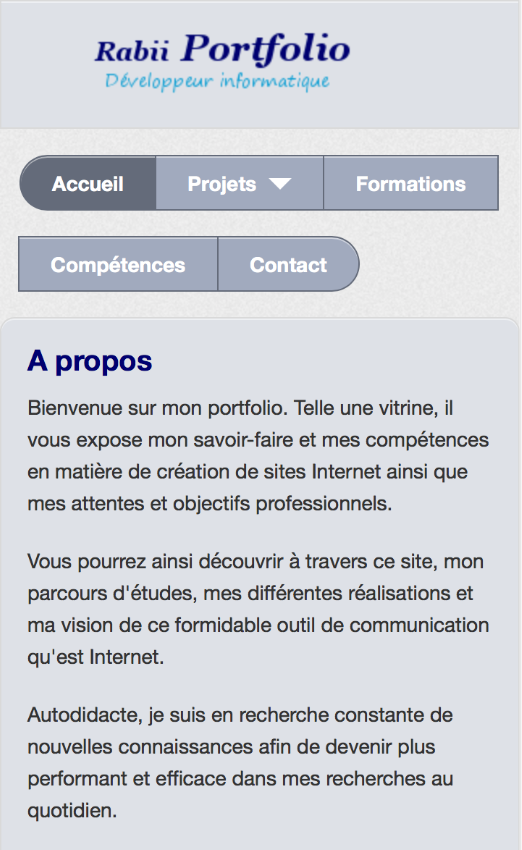 Rabii Portfolio
Développeur informatique
Accueil Projets Formations
Compétences Contact
A propos
Bienvenue sur mon portfolio. Telle une vitrine, il
vous expose mon savoir-faire et mes compétences
en matière de création de sites Internet ainsi que
mes attentes et objectifs professionnels.
Vous pourrez ainsi découvrir à travers ce site, mon
parcours d'études, mes différentes réalisations et
ma vision de ce formidable outil de communication
qu'est Internet.
Autodidacte, je suis en recherche constante de
nouvelles connaissances afin de devenir plus
performant et efficace dans mes recherches au
quotidien.